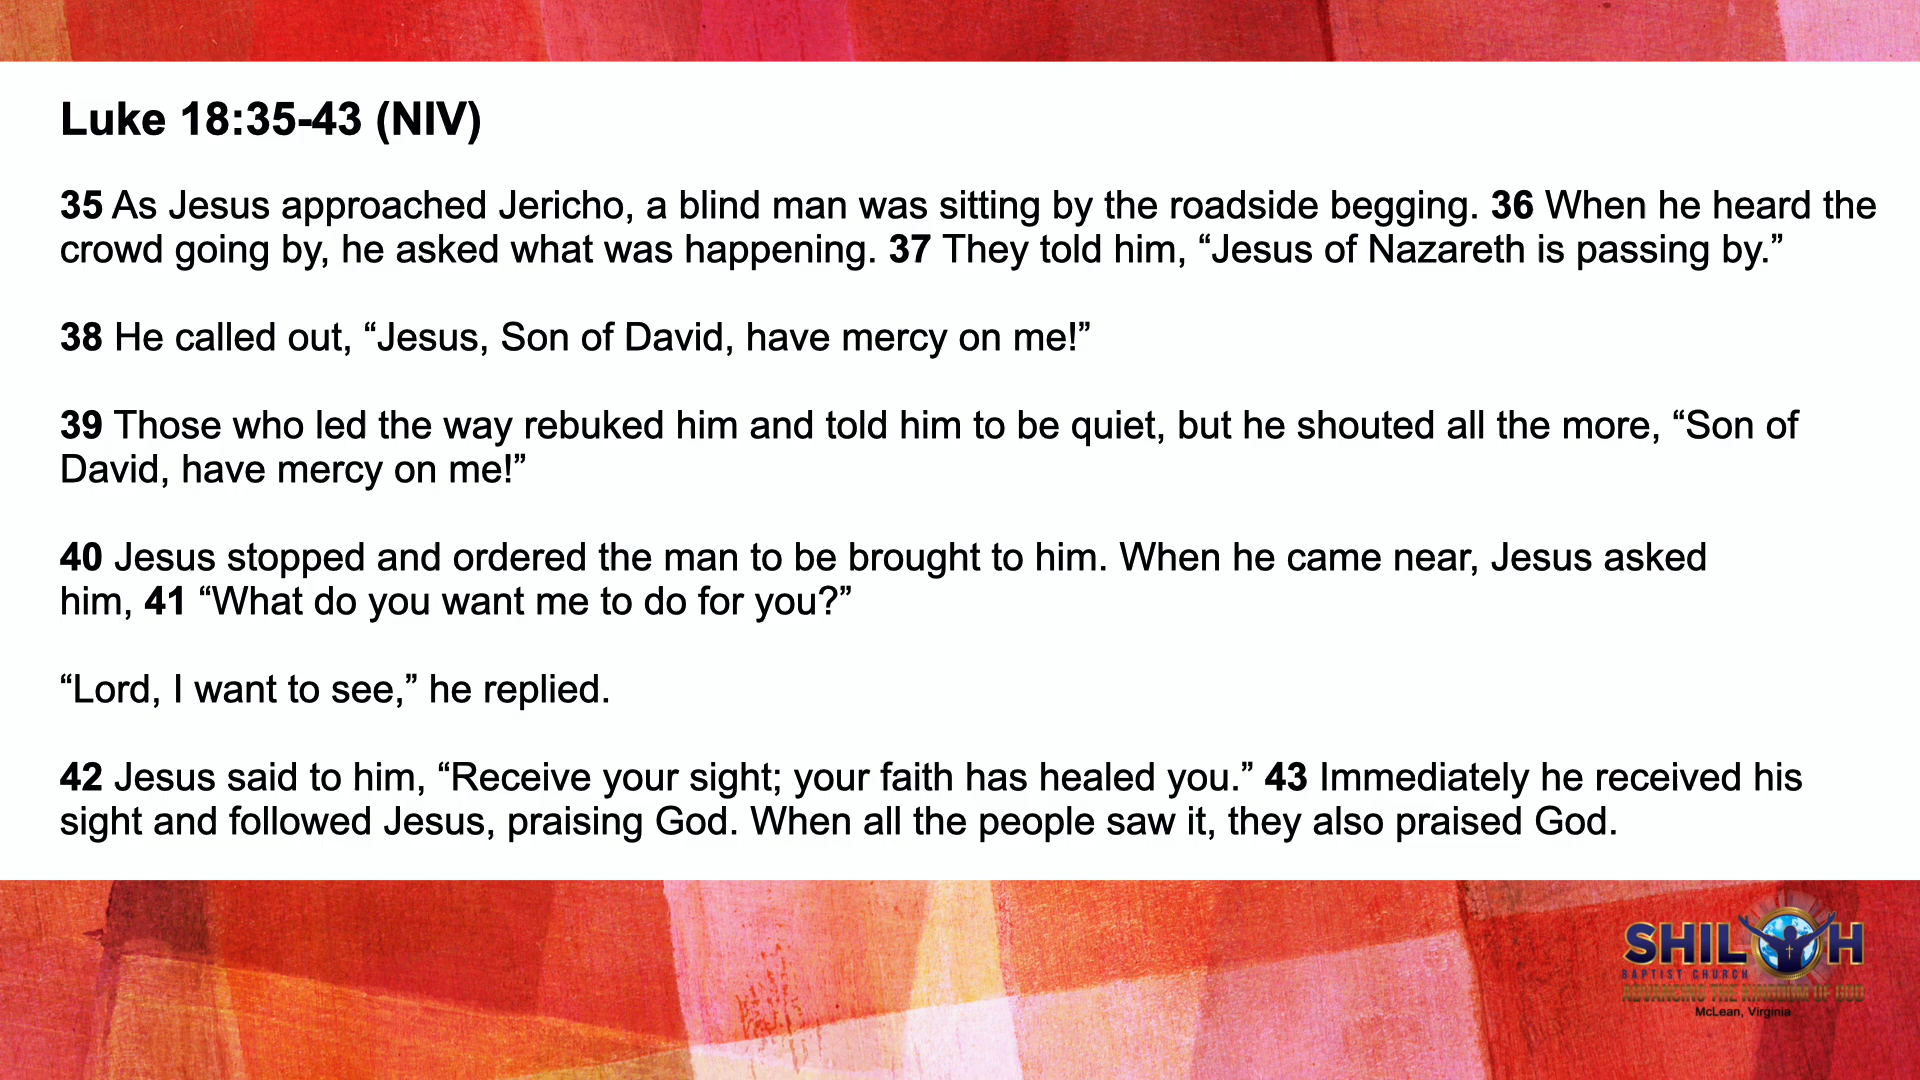 Luke 18:35-43 (NIV)
35 As Jesus approached Jericho, a blind man was sitting by the roadside begging. 36 When he heard the
crowd going by, he asked what was happening. 37 They told him, “Jesus of Nazareth is passing by.”
38 He called out, “Jesus, Son of David, have mercy on me!”
39 Those who led the way rebuked him and told him to be quiet, but he shouted all the more, “Son of
David, have mercy on me!”
40 Jesus stopped and ordered the man to be brought to him. When he came near, Jesus asked
him, 41 “What do you want me to do for you?”
“Lord, I want to see,” he replied.
42 Jesus said to him, “Receive your sight; your faith has healed you.” 43 Immediately he received his
sight and followed Jesus, praising God. When all the people saw it, they also praised God.
SHILOH
BAPTIST CHURCH
ADVANCING THE KINGDOM OF GOD
McLean, Virginia